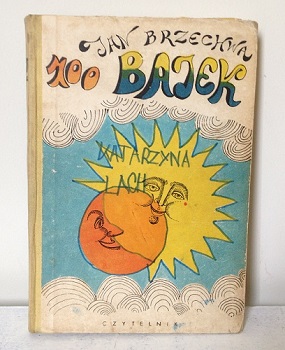 JAN BRZECHWA
100 BAJEK
KATARZYNA
LACH
CZYTELNIK